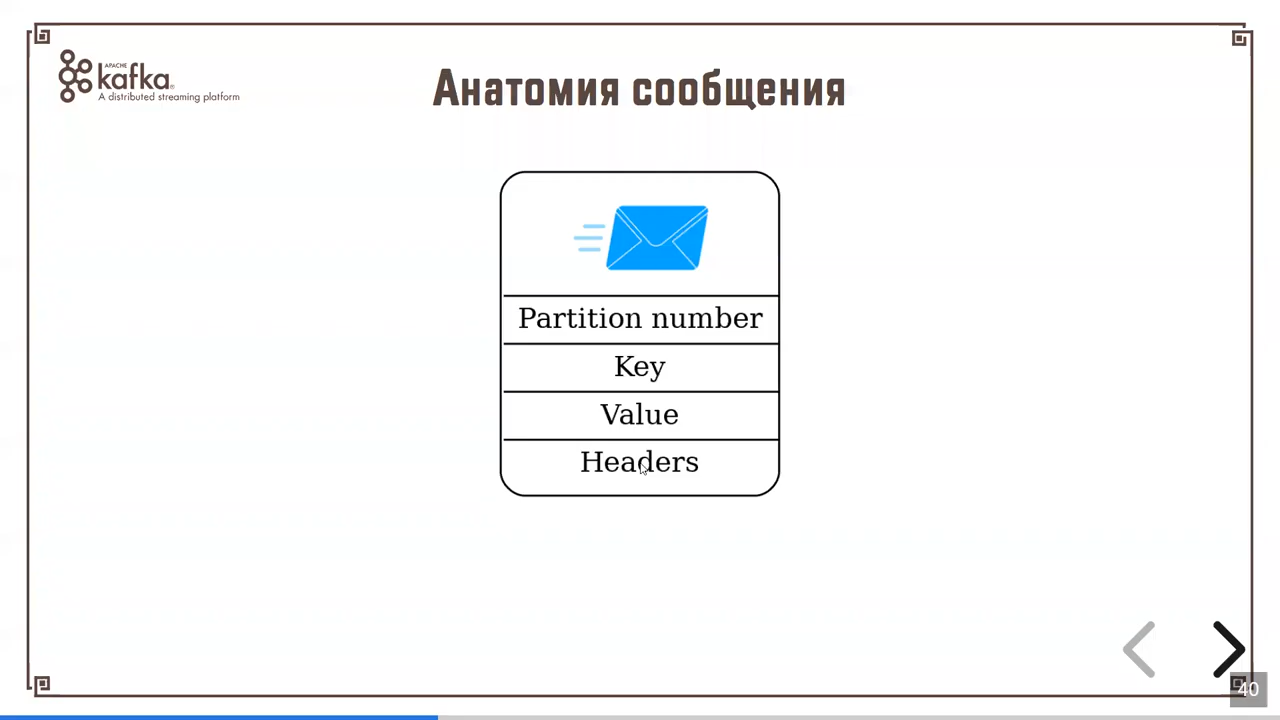 APACHE
kafka®
A distributed streaming platform
Анатомия сообщения
Partition number
Key
Value
Headers
40